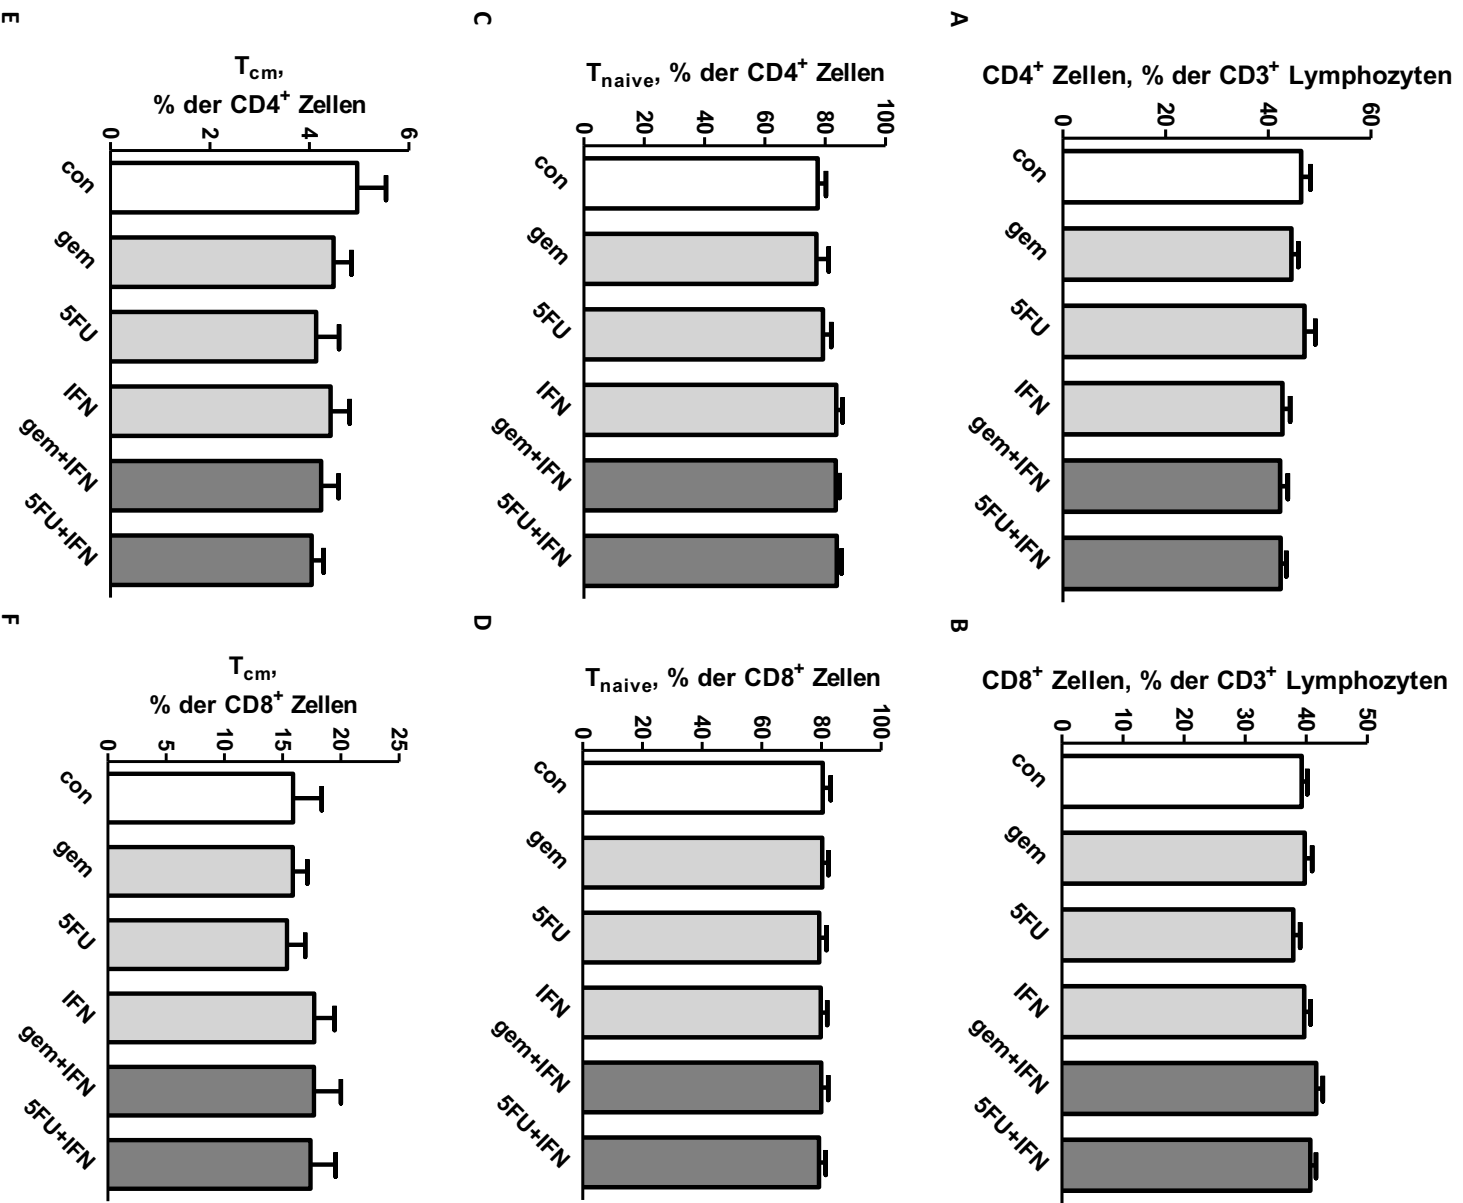 A
CD4+ Zellen, % der CD3+ Lymphozyten
0
20
40
60
con
gem
5FU
IFN
gem+IFN
5FU+IFN
B
CD8+ Zellen, % der CD3+ Lymphozyten
0
10
20
30
40
50
con
gem
5FU
IFN
gem+IFN
5FU+IFN
C
Tnaive, % der CD4+ Zellen
0
20
40
60
80
100
con
gem
5FU
IFN
gem+IFN
5FU+IFN
D
Tnaive, % der CD8+ Zellen
0
20
40
60
80
100
con
gem
5FU
IFN
gem+IFN
5FU+IFN
E
Tcm,
% der CD4+ Zellen
0
2
4
6
con
gem
5FU
IFN
gem+IFN
5FU+IFN
F
Tcm,
% der CD8+ Zellen
0
5
10
15
20
25
con
gem
5FU
IFN
gem+IFN
5FU+IFN